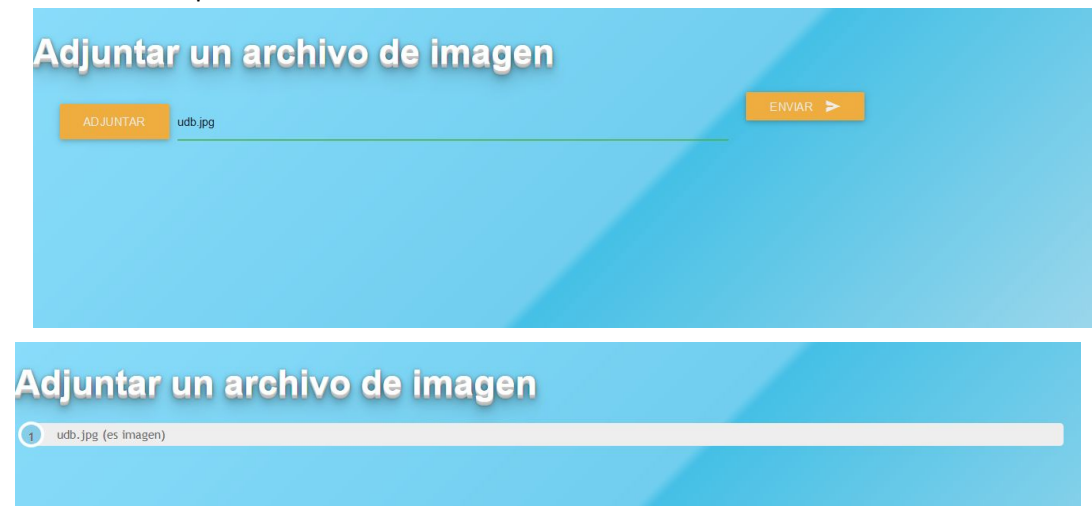 Adjuntar un archivo de imagen
ADJUNTAR udb.jpg ENVIAR
Adjuntar un archivo de imagen
1 udb.jpg (es imagen)